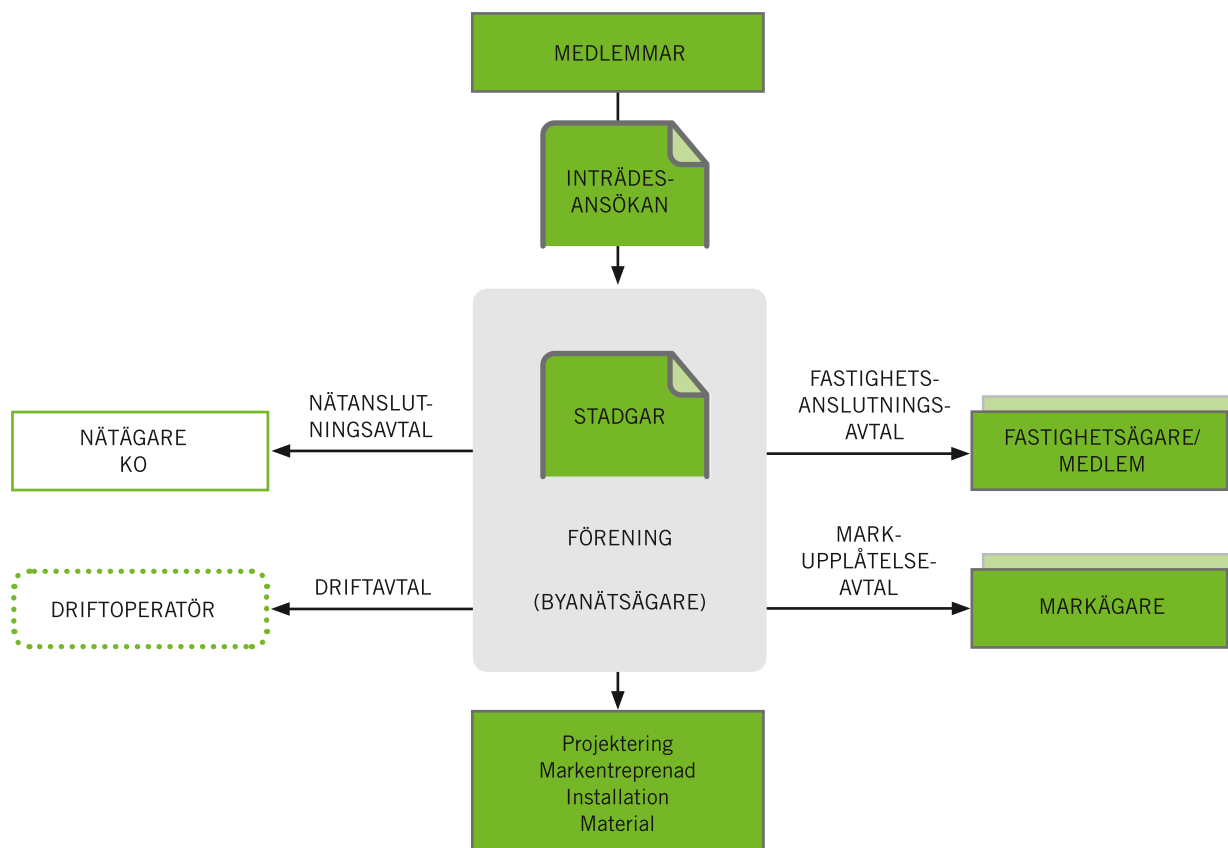 MEDLEMMAR
INTRÄDES-
ANSÖKAN
STADGAR
FÖRENING
(BYANÄTSÄGARE)
NÄTANSLUT-
NINGSAVTAL
NÄTÄGARE
KO
DRIFTAVTAL
DRIFTOPERATÖR
FASTIGHETS-
ANSLUTNINGS-
AVTAL
FASTIGHETSÄGARE/
MEDLEM
MARK-
UPPLÅTELSE-
AVTAL
MARKÄGARE
Projektering
Markentreprenad
Installation
Material